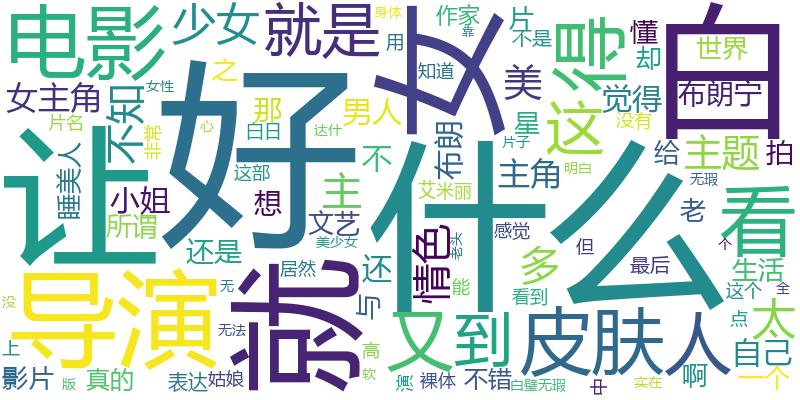 电影
少女
就是
女
这得
白
作家
身体
靠
片
不是
懂
却
世界
布朗宁
用
知道
美
星
觉得
没有
女主角
不知
女性
之
那
男人
片名
非常
心
白日
达什
布朗
片子
明白
让
好
什么
这部
不
主角
给
主题
拍
睡美人
小姐
想
主
艾米丽
无瑕
看
所谓
文艺
老
还是
美少女
还
情色
老头
感觉
但
个
多
最后
生活
居然
与
能
看到
这个
全
导演
就
无
没
又
到
皮肤
人
点
太
无法
上
高
自己
影片
版
真的
表达
姑娘
软
演
裸体
不错
白璧无瑕
中
实在
啊
一个